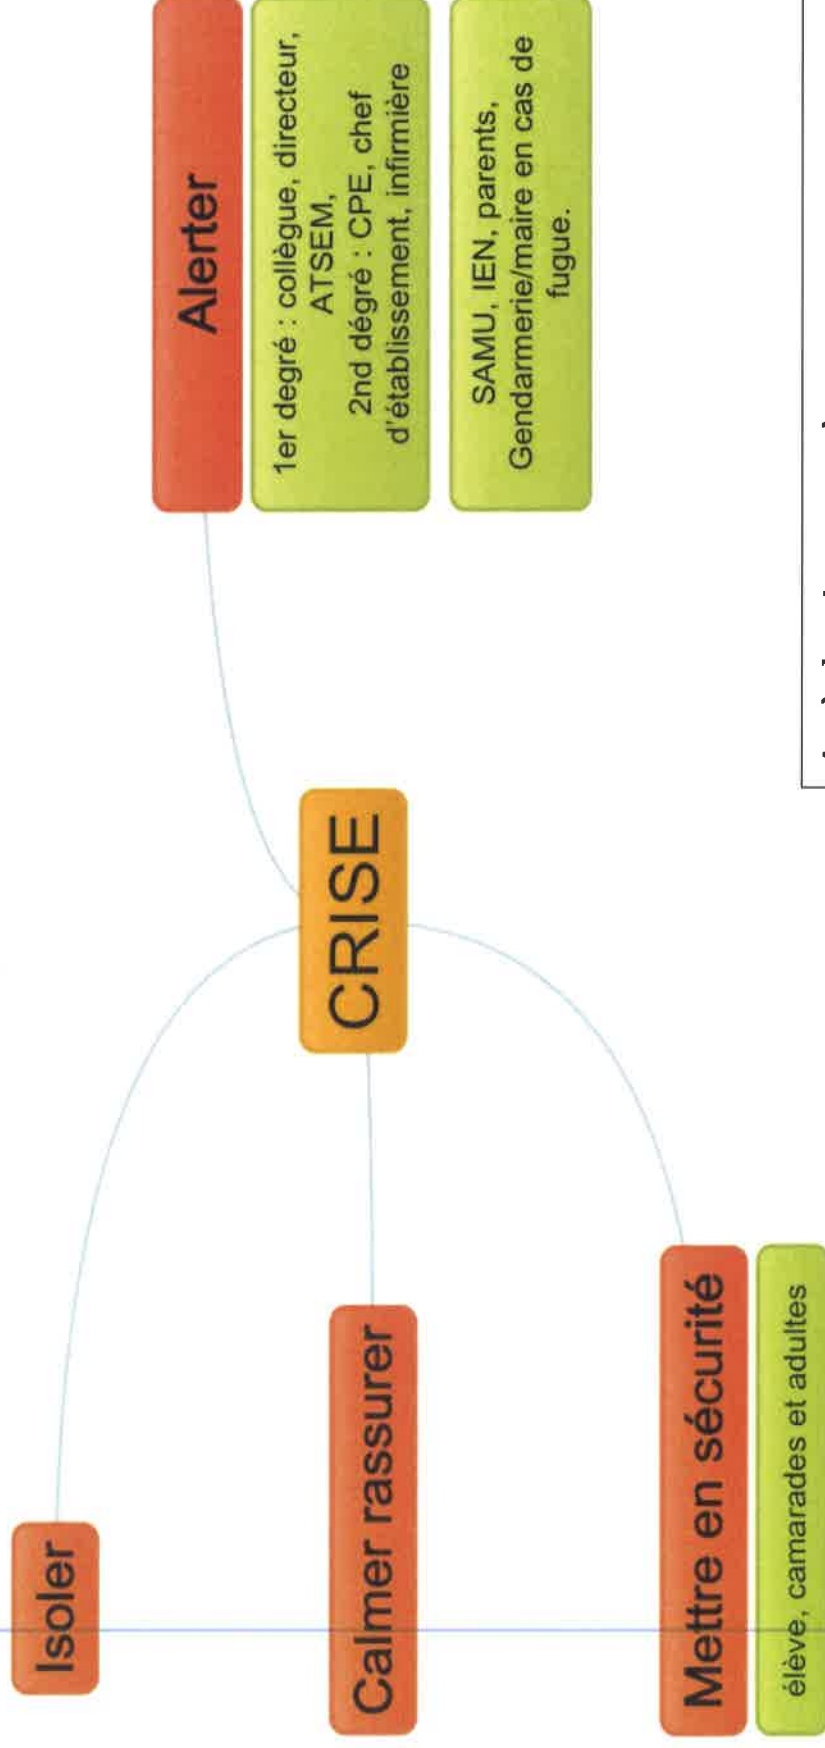 Isoler
Calmer rassurer
Mettre en sécurité
élève, camarades et adultes
CRISE
Alerter
1er degré : collègue, directeur,
ATSEM,
2nd dégré : CPE, chef
d'établissement, infirmière
SAMU, IEN, parents,
Gendarmerie/maire en cas de
fugue.